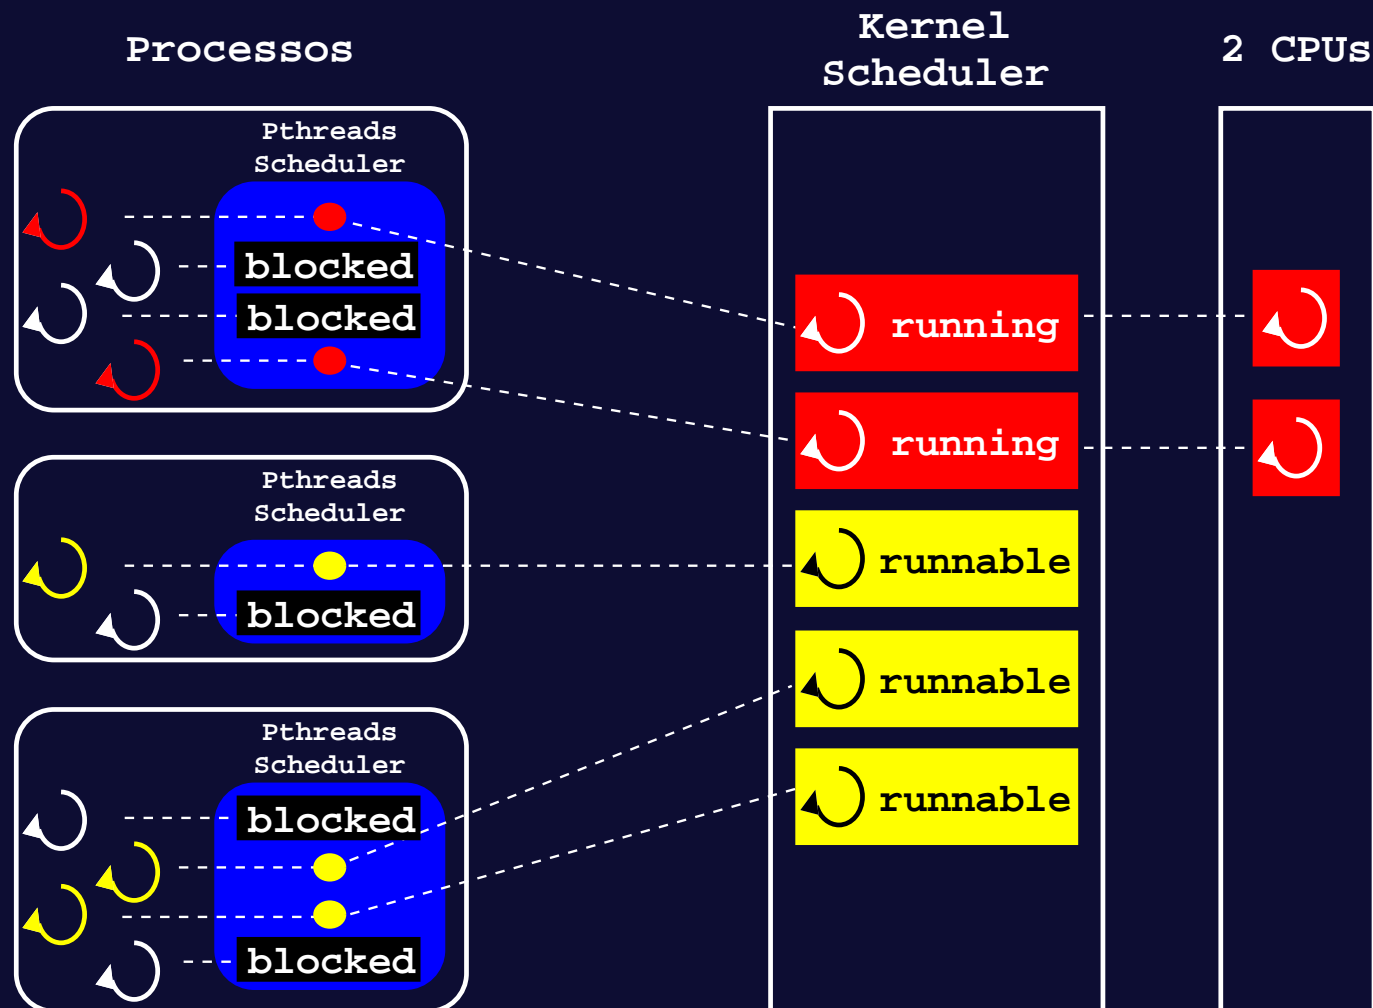 Processos
Kernel
Scheduler
2 CPUs
Pthreads
Scheduler
blocked
blocked
Pthreads
Scheduler
blocked
Pthreads
Scheduler
blocked
blocked
running
running
runnable
runnable
runnable